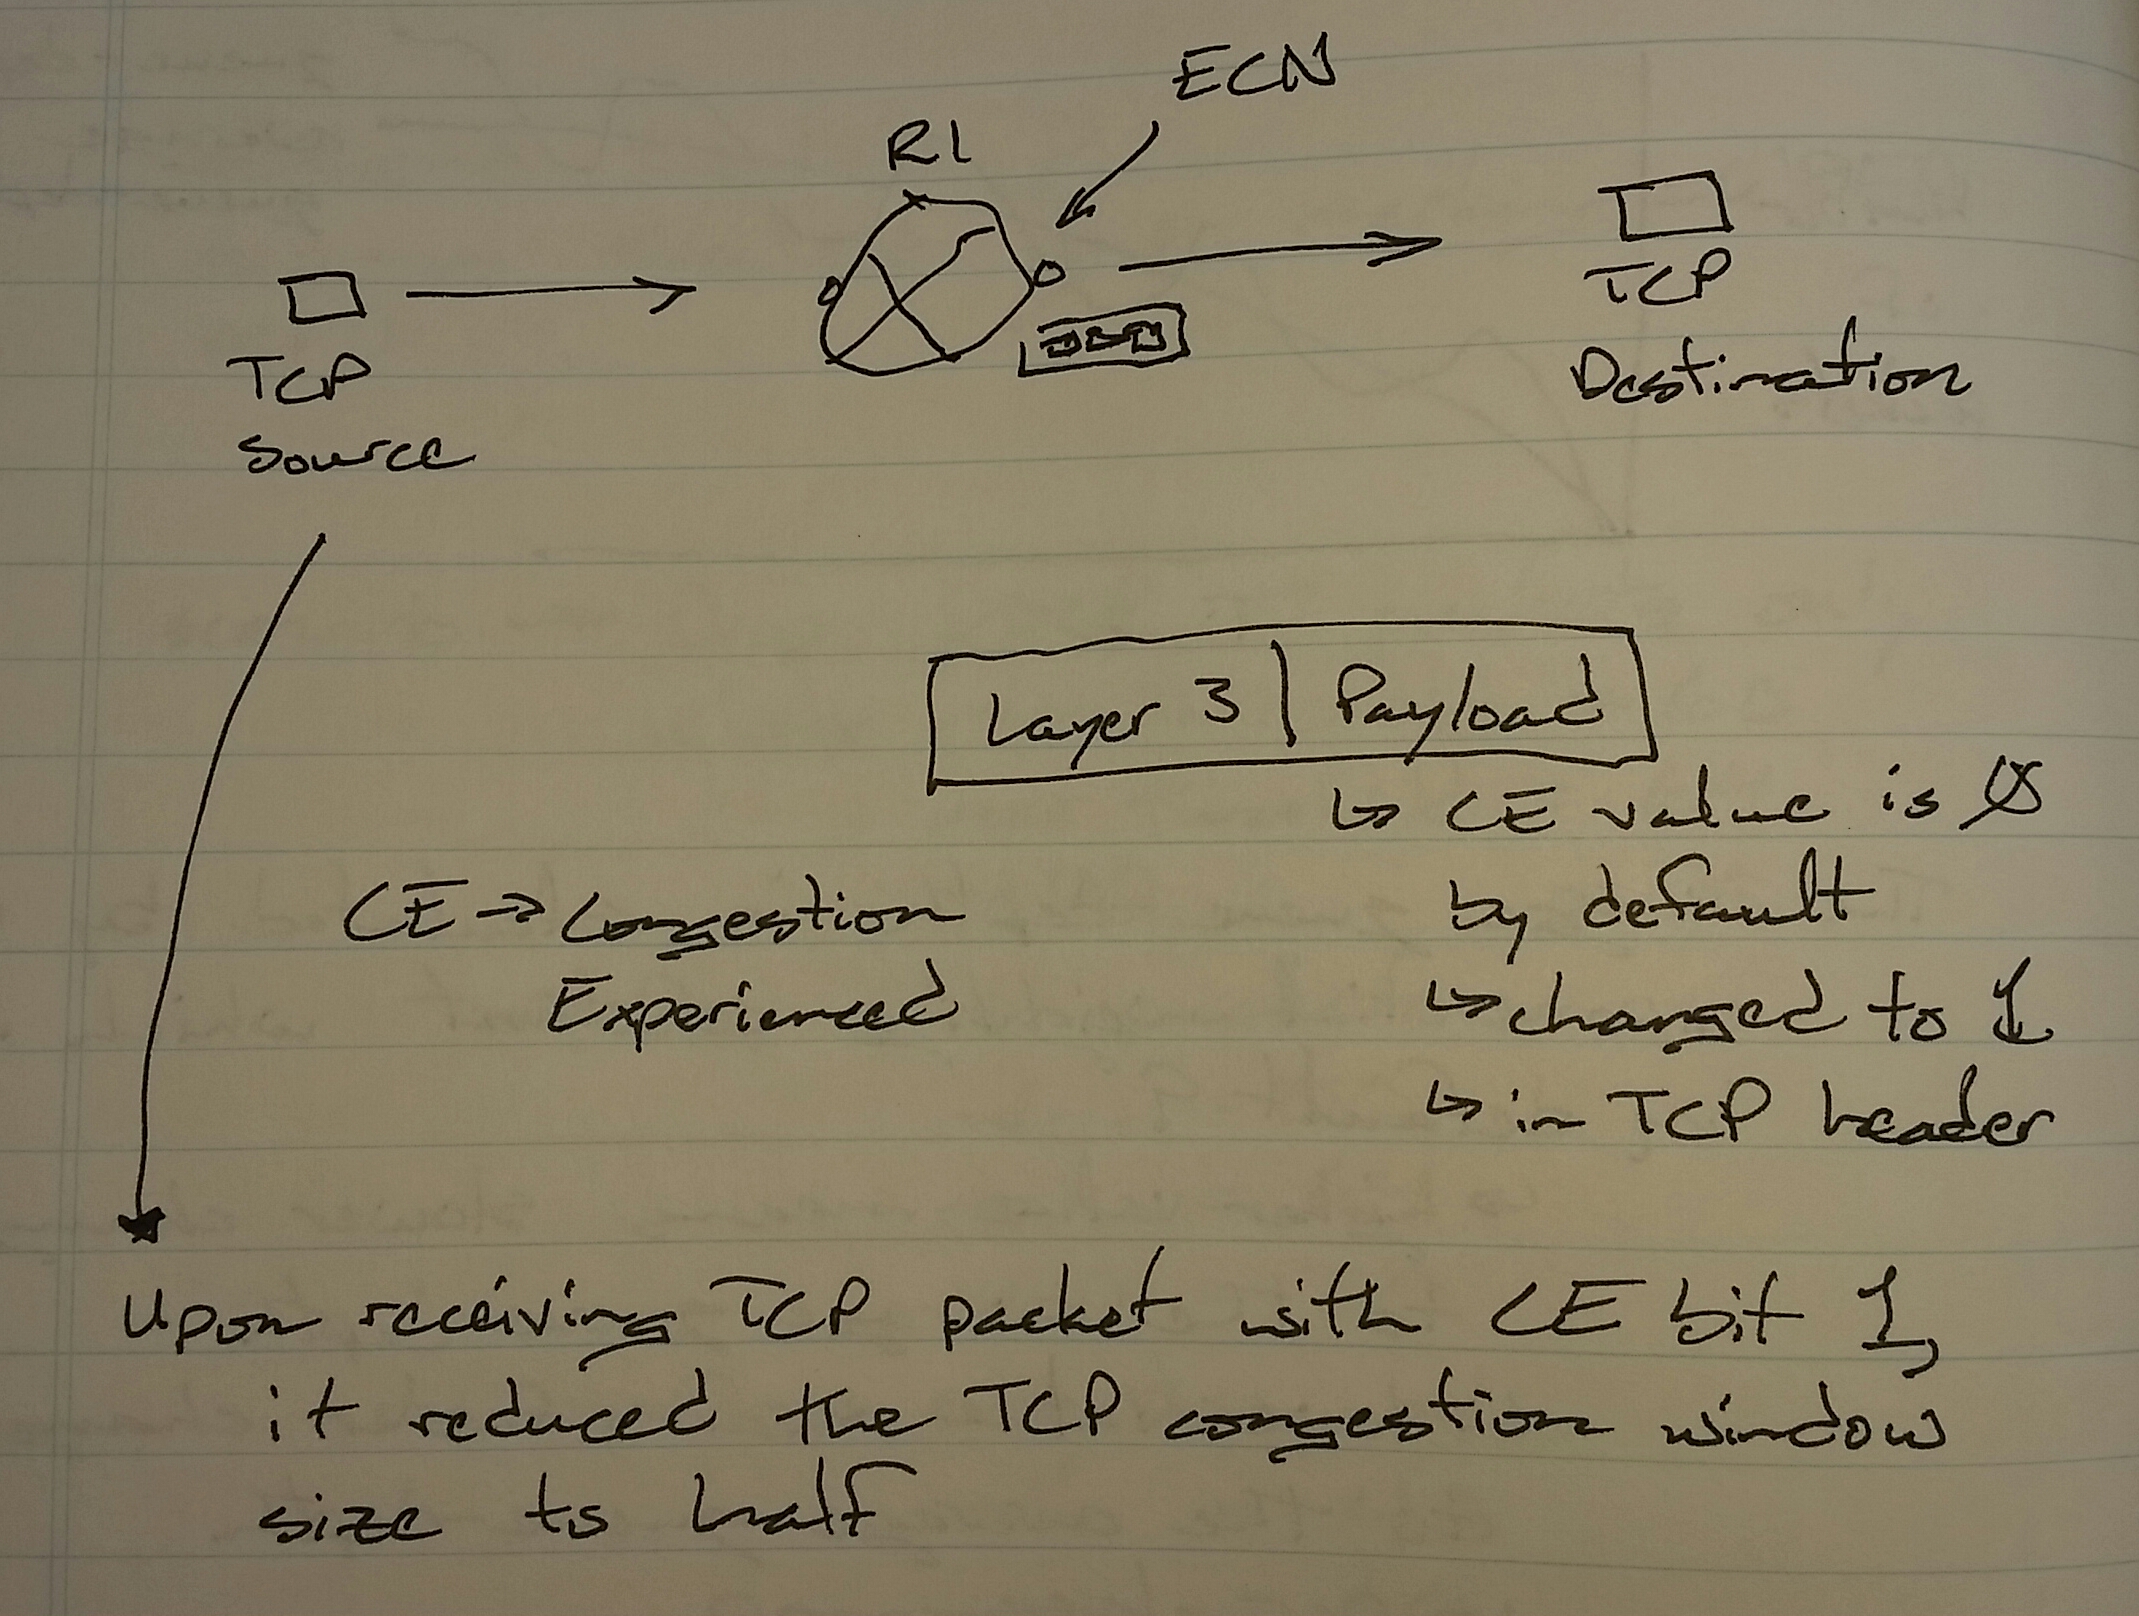 ECN
R1
TCP
Source
TCP
Destination
Layer 3 | Payload
↳ CE value is 0
by default
↳ changed to 1
↳ in TCP header
CE → Congestion
Experienced
Upon receiving TCP packet with CE bit 1,
it reduced the TCP congestion window
size to half